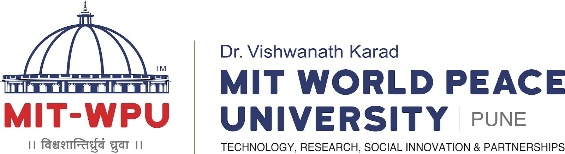 TM
MIT-WPU
॥ विश्वशान्तिर्ध्रुवं ध्रुवा ॥
Dr. Vishwanath Karad
MIT WORLD PEACE
UNIVERSITY | PUNE
TECHNOLOGY, RESEARCH, SOCIAL INNOVATION & PARTNERSHIPS